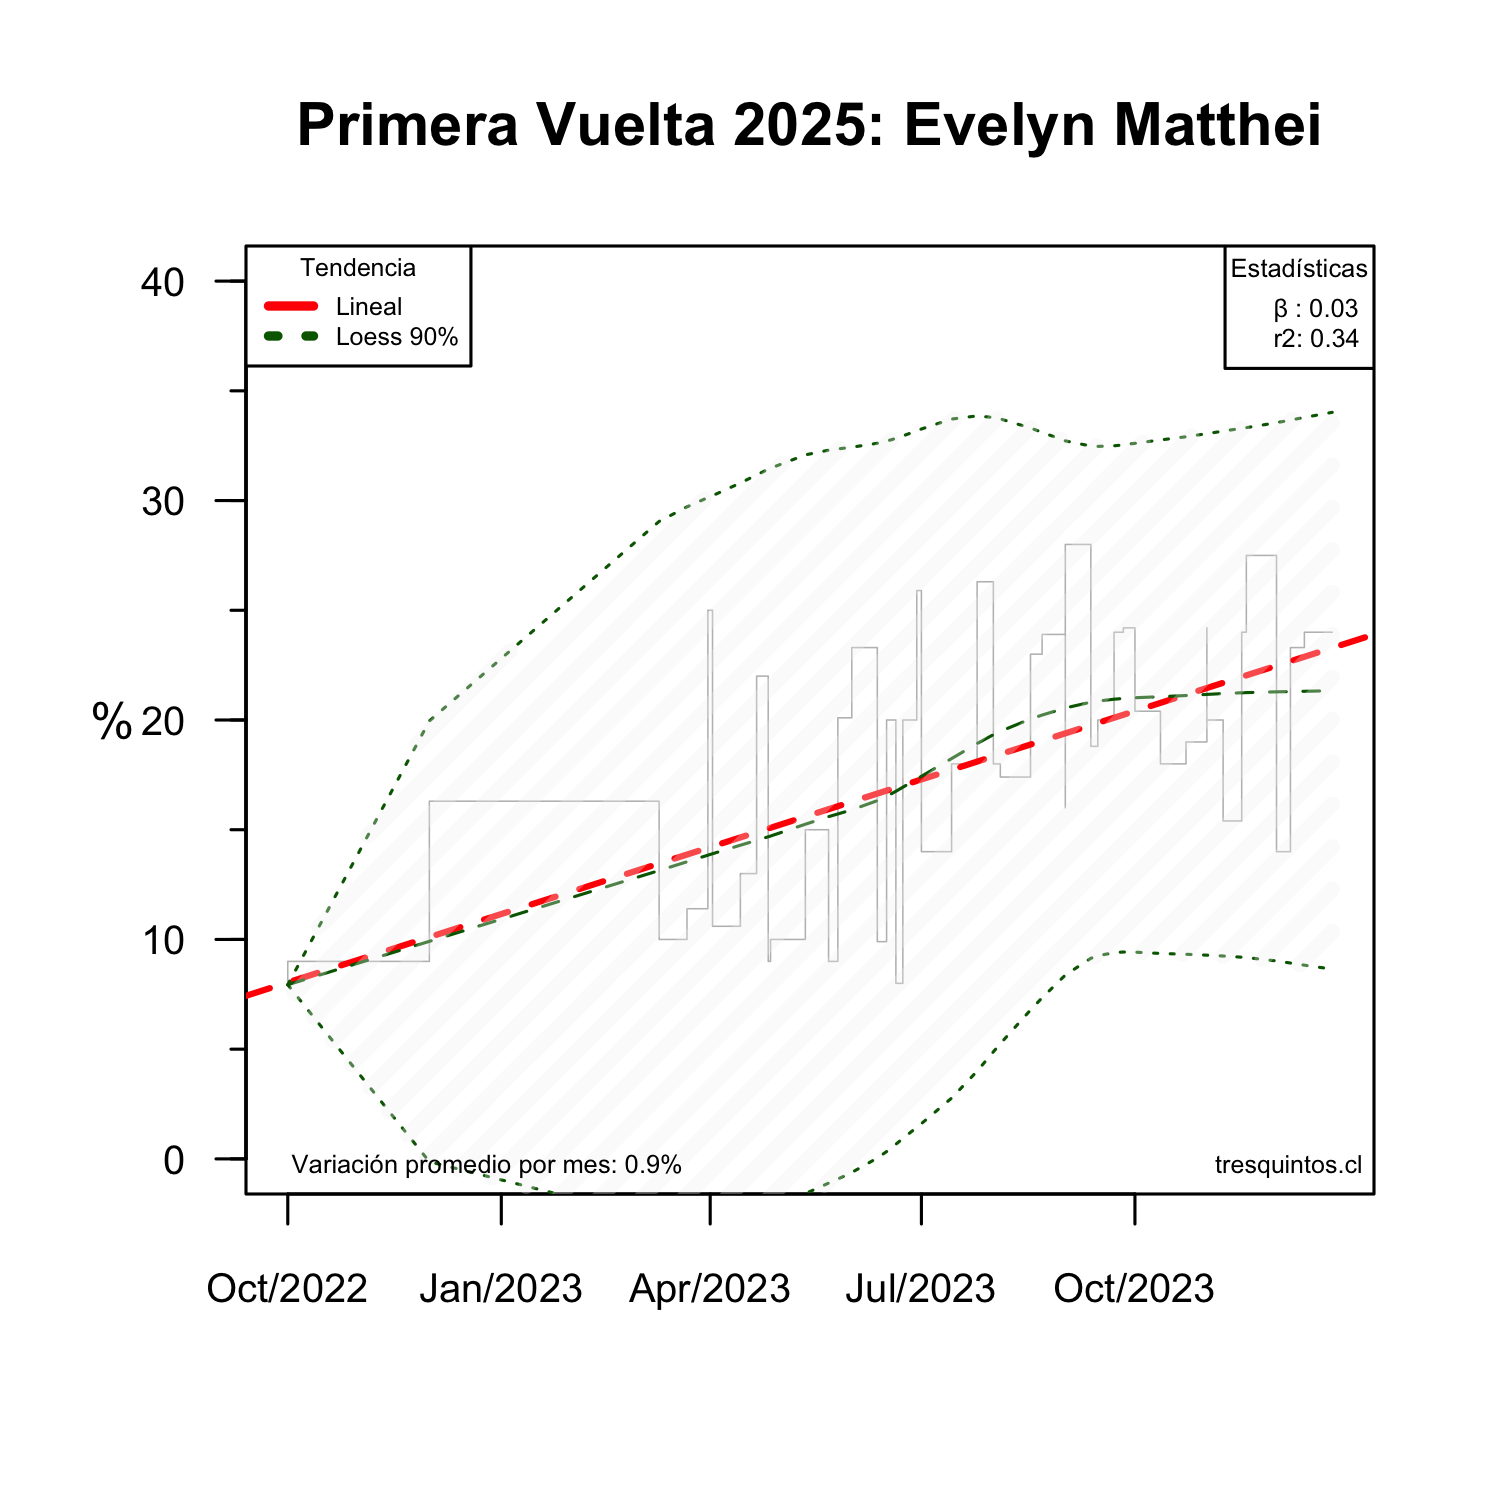 Primera Vuelta 2025: Evelyn Matthei
Tendencia
Lineal
Loess 90%
Estadísticas
β : 0.03
r2: 0.34
40
30
%
20
10
0
Variación promedio por mes: 0.9%
tresquintos.cl
Oct/2022
Jan/2023
Apr/2023
Jul/2023
Oct/2023